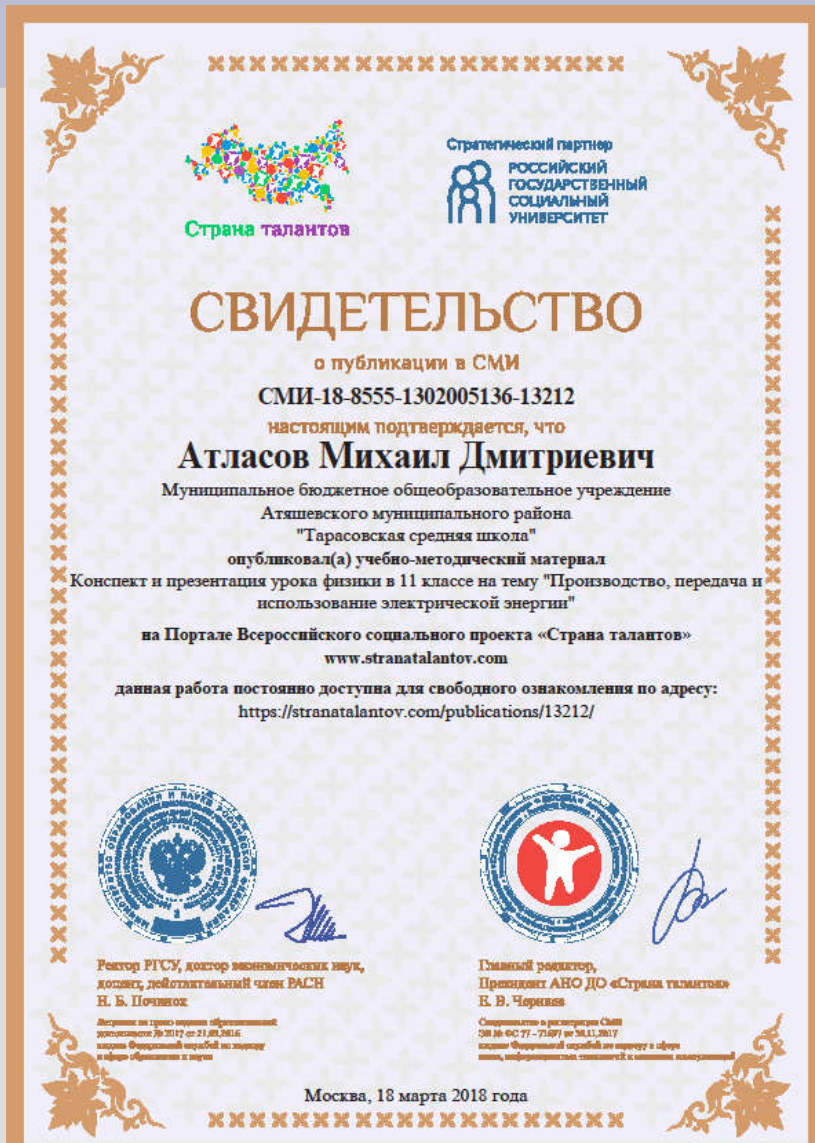 Страна талантов
Стратегический партнер
РОССИЙСКИЙ
ГОСУДАРСТВЕННЫЙ
СОЦИАЛЬНЫЙ
УНИВЕРСИТЕТ
СВИДЕТЕЛЬСТВО
о публикации в СМИ
СМИ-18-8555-1302005136-13212
настоящим подтверждается, что
Атласов Михаил Дмитриевич
Муниципальное бюджетное общеобразовательное учреждение
Атяшевского муниципального района
"Тарасовская средняя школа"
опубликовал(а) учебно-методический материал
Конспект и презентация урока физики в 11 классе на тему "Производство, передача и
использование электрической энергии"
на Портале Всероссийского социального проекта «Страна талантов»
www.stranatalantov.com
данная работа постоянно доступна для свободного ознакомления по адресу:
https://stranatalantov.com/publications/13212/
Ректор РГСУ, доктор экономических наук,
доцент, действительный член РАСН
Н. Б. Починок
Главный редактор,
Президент АНО ДО «Страна талантов»
Е. В.
Москва, 18 марта 2018 года